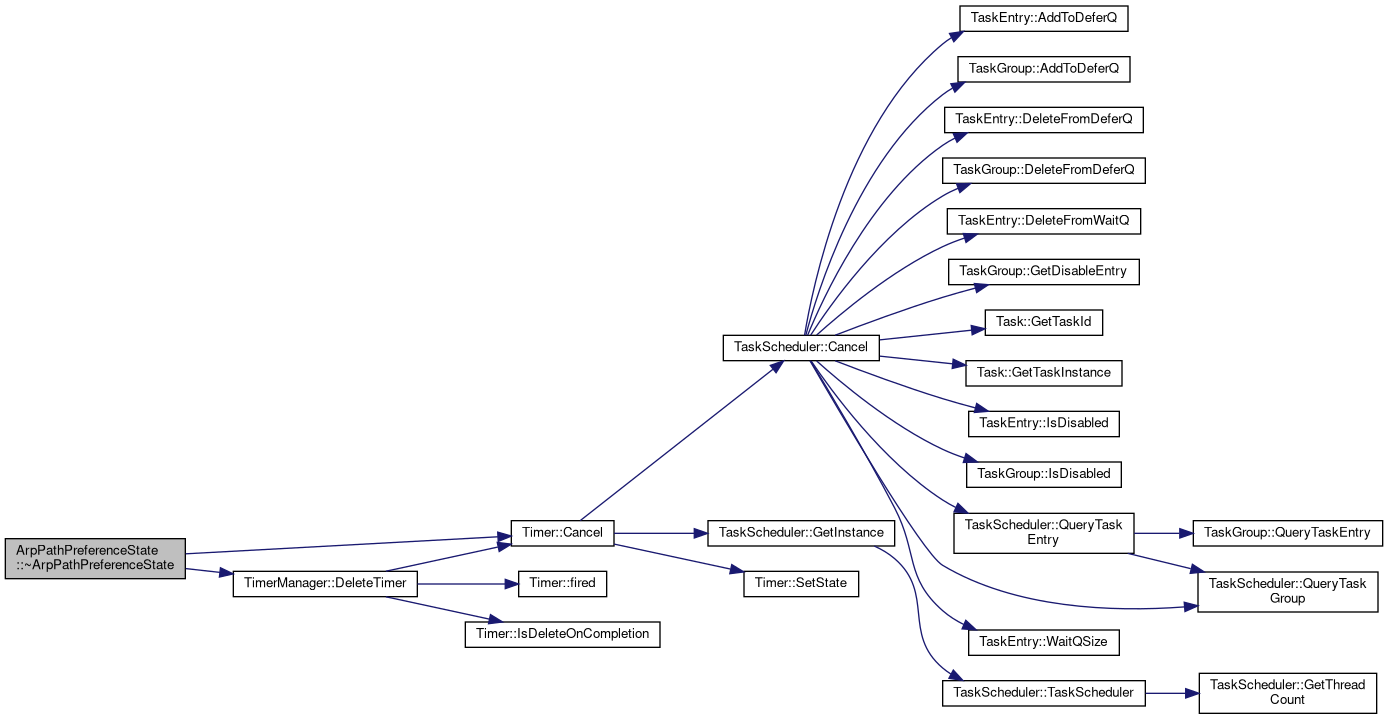 TaskEntry::AddToDeferQ
TaskGroup::AddToDeferQ
TaskEntry::DeleteFromDeferQ
TaskGroup::DeleteFromDeferQ
TaskEntry::DeleteFromWaitQ
TaskGroup::GetDisableEntry
Task::GetTaskId
TaskScheduler::Cancel
Task::GetTaskInstance
TaskEntry::IsDisabled
TaskGroup::IsDisabled
TaskScheduler::QueryTask
Entry
TaskGroup::QueryTaskEntry
Timer::Cancel
TaskScheduler::GetInstance
ArpPathPreferenceState
::~ArpPathPreferenceState
TimerManager::DeleteTimer
Timer::fired
Timer::SetState
TaskScheduler::QueryTask
Group
Timer::IsDeleteOnCompletion
TaskEntry::WaitQSize
TaskScheduler::TaskScheduler
TaskScheduler::GetThread
Count